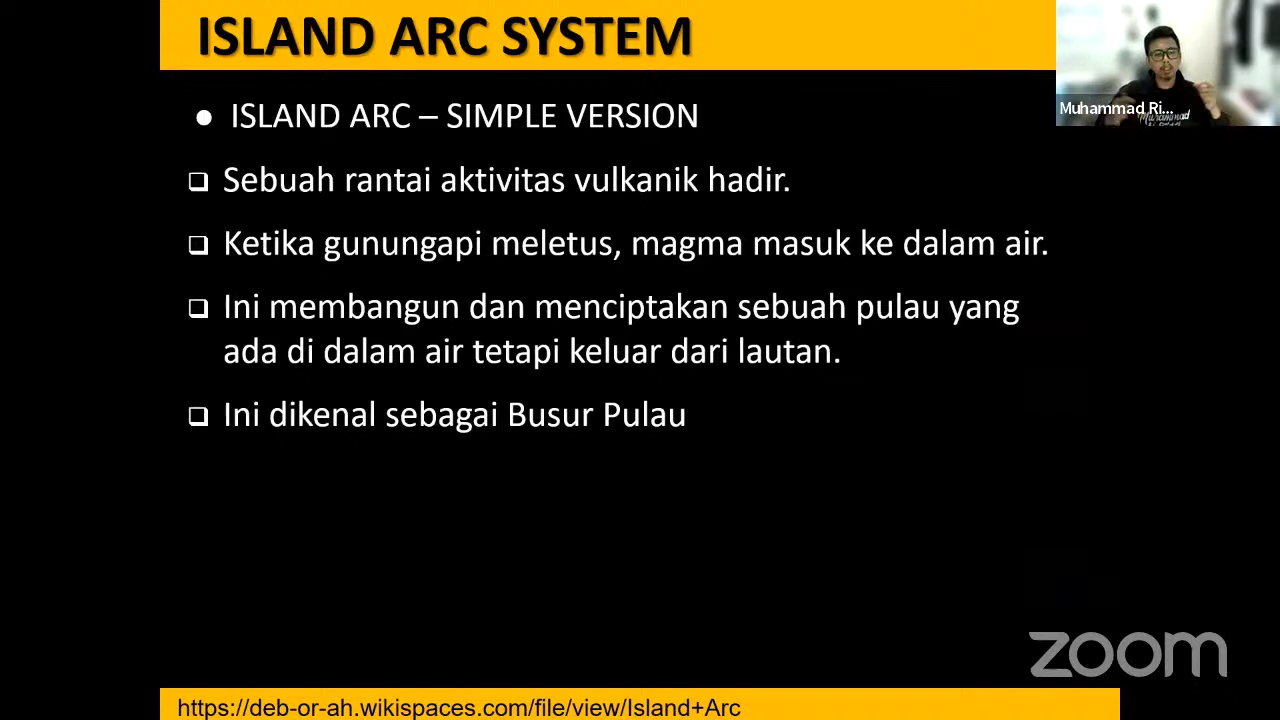 ISLAND ARC SYSTEM
Muhammad Ri...
● ISLAND ARC – SIMPLE VERSION
❑ Sebuah rantai aktivitas vulkanik hadir.
❑ Ketika gunungapi meletus, magma masuk ke dalam air.
❑ Ini membangun dan menciptakan sebuah pulau yang
ada di dalam air tetapi keluar dari lautan.
❑ Ini dikenal sebagai Busur Pulau
zoom
https://deb-or-ah.wikispaces.com/file/view/Island+Arc